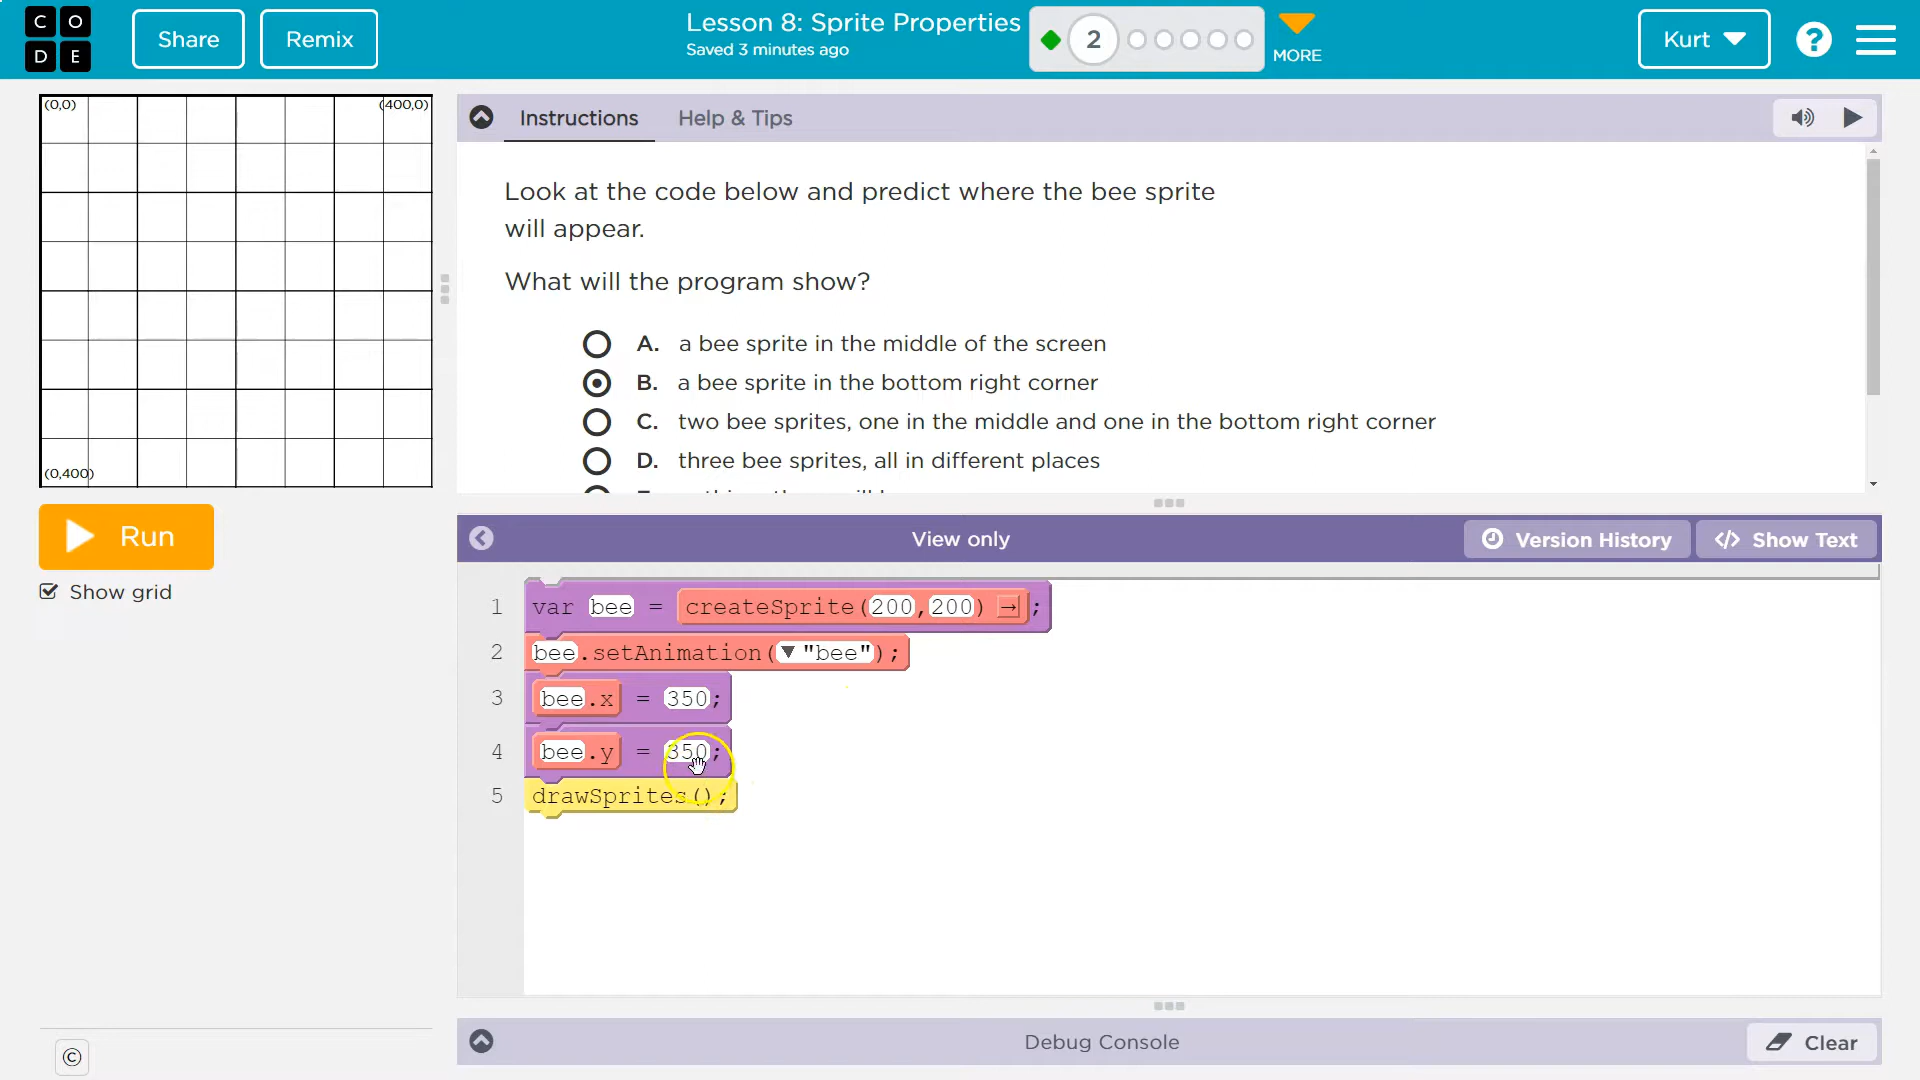 C O
D E
Share
Remix
Lesson 8: Sprite Properties
Saved 3 minutes ago
2
MORE
Kurt
?
(0,0)
(400,0)
(0,400)
Run
Show grid
©
Instructions
Help & Tips
Look at the code below and predict where the bee sprite
will appear.
What will the program show?
A. a bee sprite in the middle of the screen
B. a bee sprite in the bottom right corner
C. two bee sprites, one in the middle and one in the bottom right corner
D. three bee sprites, all in different places
View only
Version History
</> Show Text
1 var bee = createSprite(200,200) → ;
2 bee.setAnimation(▼ "bee");
3 bee.x = 350;
4 bee.y = 350;
5 drawSprites();
Debug Console
Clear